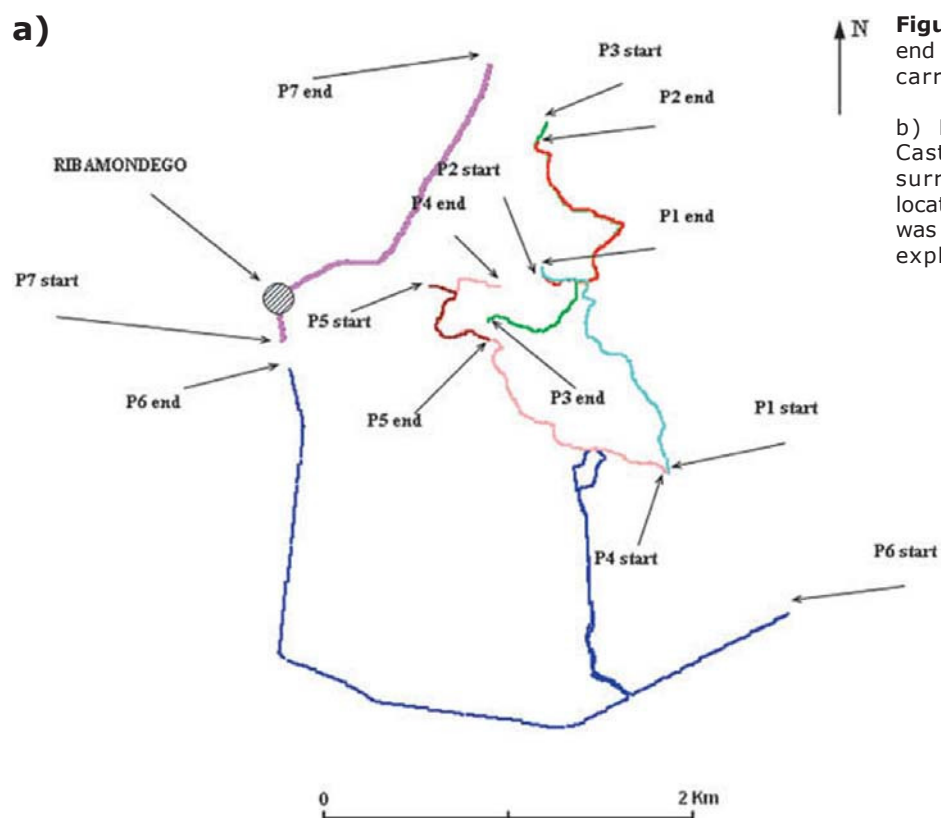 a)
N
P3 start
P7 end
P2 end
RIBAMONDEGO
P2 start
P4 end
P1 end
P7 start
P5 start
P6 end
P5 end
P3 end
P1 start
P4 start
P6 start
0
2 Km
end
carr
b)
Cast
surr
locat
was
expl